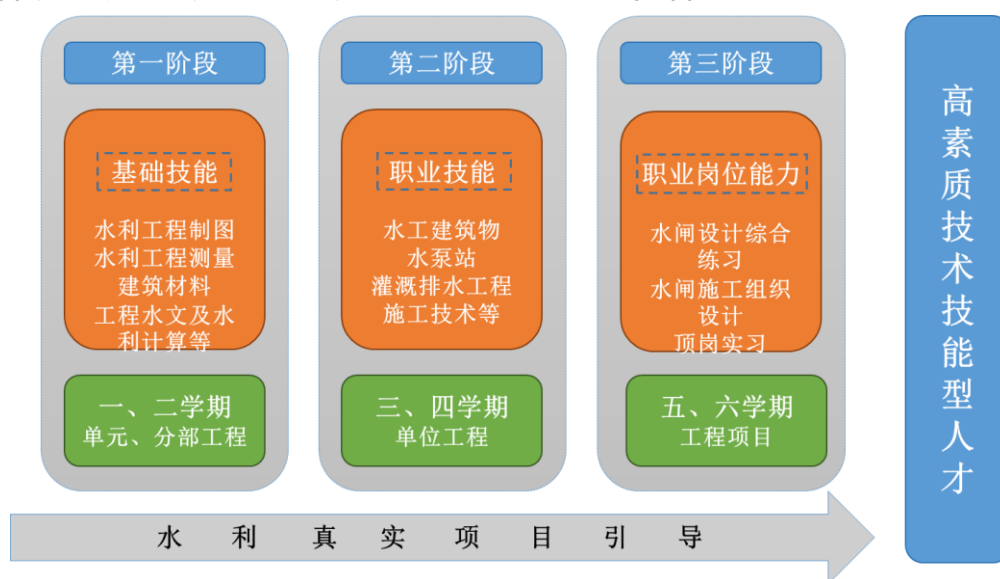 第一阶段
基础技能
水利工程制图
水利工程测量
建筑材料
工程水文及水
利计算等
一、二学期
单元、分部工程
第二阶段
职业技能
水工建筑物
水泵站
灌溉排水工程
施工技术等
三、四学期
单位工程
第三阶段
职业岗位能力
水闸设计综合
练习
水闸施工组织
设计
顶岗实习
五、六学期
工程项目
高素质技术技能型人才
水利真实项目引导